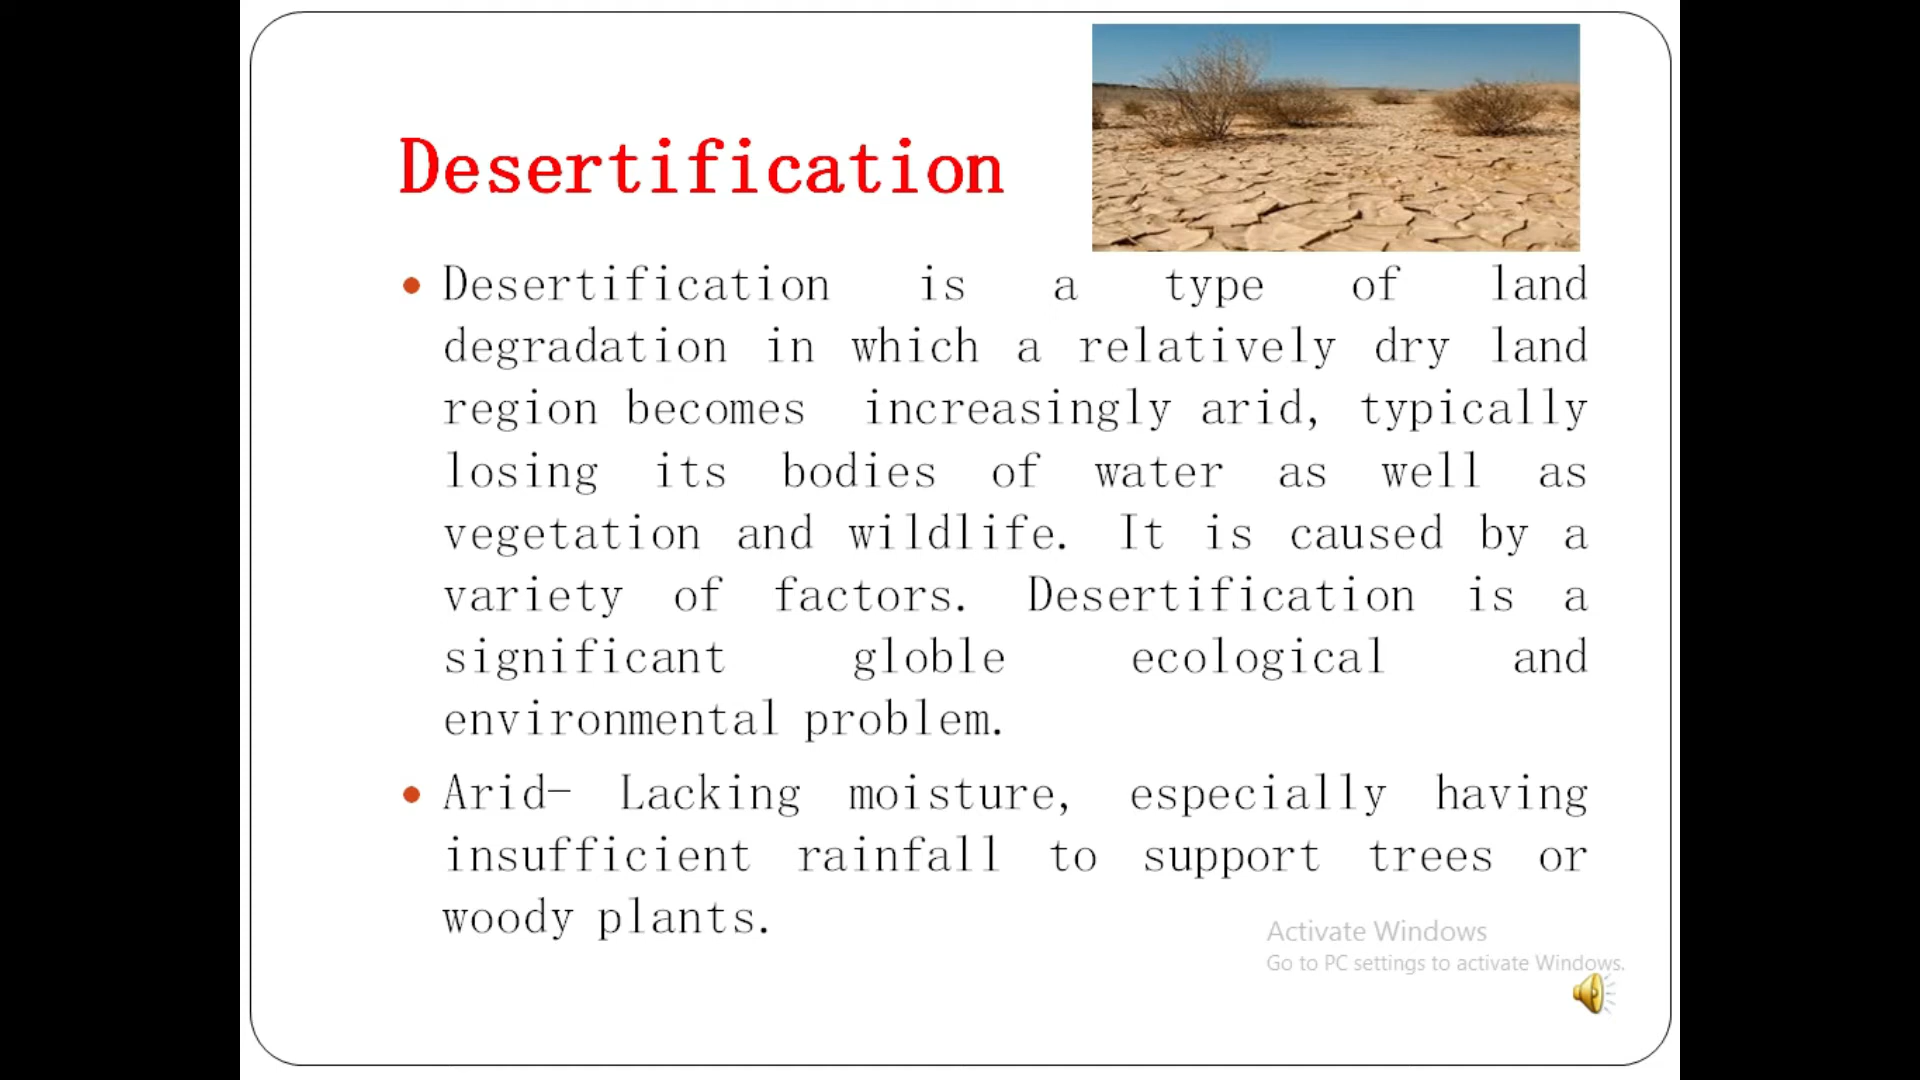 Desertification
• Desertification is a type of land
degradation in which a relatively dry land
region becomes increasingly arid, typically
losing its bodies of water as well as
vegetation and wildlife. It is caused by a
variety of factors. Desertification is a
significant globle ecological and
environmental problem.
• Arid- Lacking moisture, especially having
insufficient rainfall to support trees or
woody plants.
Activate Windows
Go to PC settings to activate Windows.